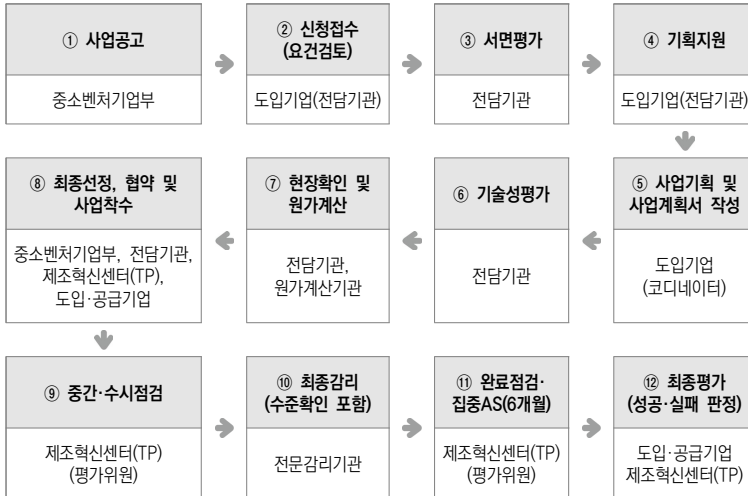 ① 사업공고
중소벤처기업부
② 신청접수
(요건검토)
도입기업(전담기관)
③ 서면평가
전담기관
④ 기획지원
도입기업(전담기관)
⑤ 사업기획 및
사업계획서 작성
도입기업
(코디네이터)
⑥ 기술성평가
전담기관
⑦ 현장확인 및
원가계산
전담기관,
원가계산기관
⑧ 최종선정, 협약 및
사업착수
중소벤처기업부, 전담기관,
제조혁신센터(TP),
도입·공급기업
⑨ 중간·수시점검
제조혁신센터(TP)
(평가위원)
⑩ 최종감리
(수준확인 포함)
전문감리기관
⑪ 완료점검·
집중AS(6개월)
제조혁신센터(TP)
(평가위원)
⑫ 최종평가
(성공·실패 판정)
도입·공급기업
제조혁신센터(TP)